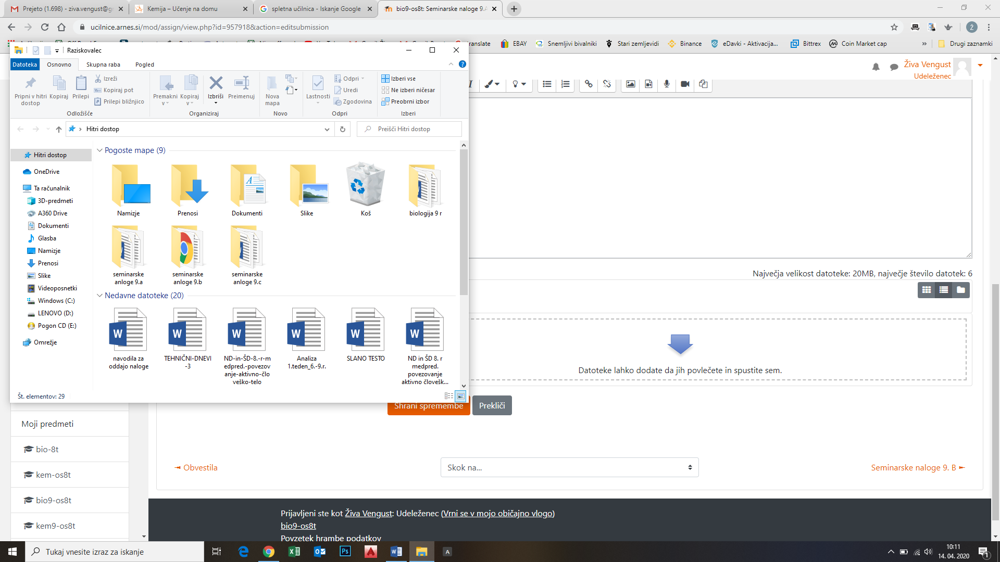 Prejeto (1.698) - ziva.vengust@g
Kemija – Učenje na domu
spletna učilnica - Iskanje Google
bio9-os8t: Seminarske naloge 9.
ucilnice.arnes.si/mod/assign/view.php?id=957918&action=editsubmission
translate
EBAY
Snemljivi bivalniki
Stari zemljevidi
Binance
eDavki - Aktivacija...
Bittrex
Coin Market cap
»
Drugi zaznamki
Raziskovalec
Datoteka
Osnovno
Skupna raba
Pogled
Pripni v hitri dostop
Kopiraj
Prilepi
Izreži
Kopiraj pot
Prilepi bližnjico
Odložišče
Premakni v
Kopiraj v
Izbriši
Preimenuj
Organiziraj
Nova mapa
Novo
Lastnosti
Odpri
Uredi
Zgodovina
Odpri
Izberi vse
Ne izberi ničesar
Preobrni izbor
Izberi
Hitri dostop
Preišči Hitri dostop
Hitri dostop
OneDrive
Ta računalnik
3D-predmeti
A360 Drive
Dokumenti
Glasba
Namizje
Prenosi
Slike
Videoposnetki
Windows (C:)
LENOVO (D:)
Pogon CD (E:)
Omrežje
Pogoste mape (9)
Namizje
Prenosi
Dokumenti
Slike
Koš
biologija 9 r
seminarske anloge 9.a
seminarske anloge 9.b
seminarske anloge 9.c
Nedavne datoteke (20)
navodila za oddajo naloge
TEHNIČNI-DNEVI-3
ND-in-ŠD-8.-r-medpred.-povezovanje-aktivno-človeško-telo
Analiza 1.teden_6.-9.r.
SLANO TESTO
ND in ŠD 8. r medpred. povezovanje aktivno človešk...
Št. elementov: 29
Živa Vengust
Udeleženec
Največja velikost datoteke: 20MB, največje število datotek: 6
Datoteke lahko dodate da jih povlečete in spustite sem.
Shrani spremembe
Prekliči
Moji predmeti
bio-8t
kem-os8t
bio9-os8t
kem9-os8t
◄ Obvestila
Skok na...
Seminarske naloge 9. B ►
Prijavljeni ste kot Živa Vengust: Udeleženec (Vrni se v mojo običajno vlogo)
bio9-os8t
Povzetek hrambe podatkov
Tukaj vnesite izraz za iskanje
10:11
14. 04. 2020
1